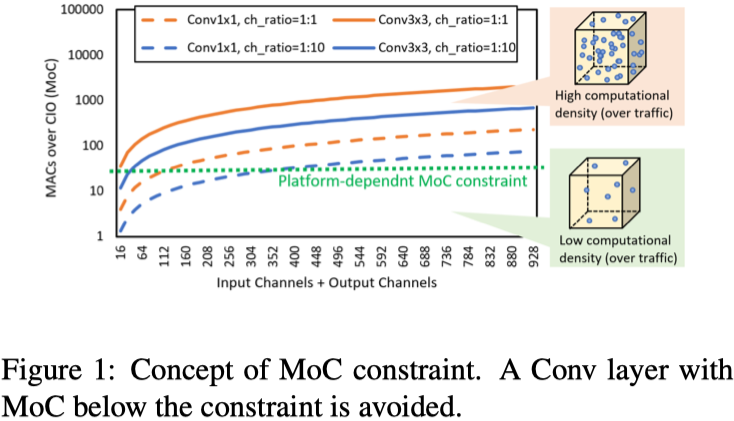 100000
10000
1000
100
10
1
MACs over CIO (MoC)
Conv1x1, ch_ratio=1:1
Conv3x3, ch_ratio=1:1
Conv1x1, ch_ratio=1:10
Conv3x3, ch_ratio=1:10
Platform-dependnt MoC constraint
High computational
density (over traffic)
Low computational
density (over traffic)
16 64 112 160 208 256 304 352 400 448 496 544 592 640 688 736 784 832 880 928
Input Channels + Output Channels
Figure 1: Concept of MoC constraint. A Conv layer with
MoC below the constraint is avoided.